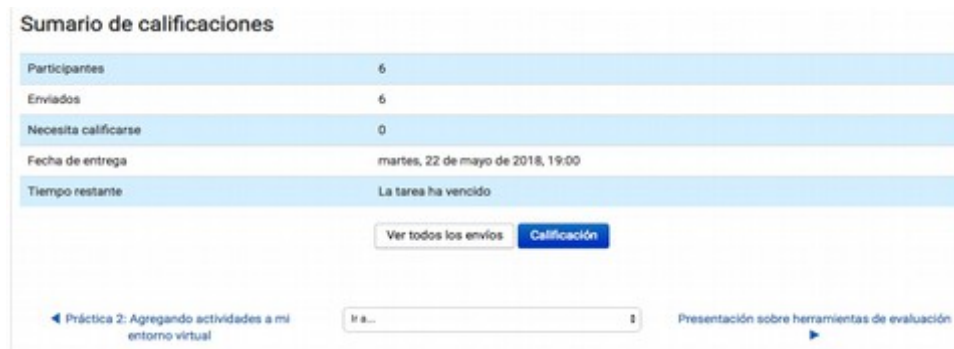 Sumario de calificaciones
Participantes 6
Enviados 6
Necesita calificarse 0
Fecha de entrega martes, 22 de mayo de 2018, 19:00
Tiempo restante La tarea ha vencido
Ver todos los envíos Calificación
◀ Práctica 2: Agregando actividades a mi
entorno virtual
Ir a...
Presentación sobre herramientas de evaluación
▶